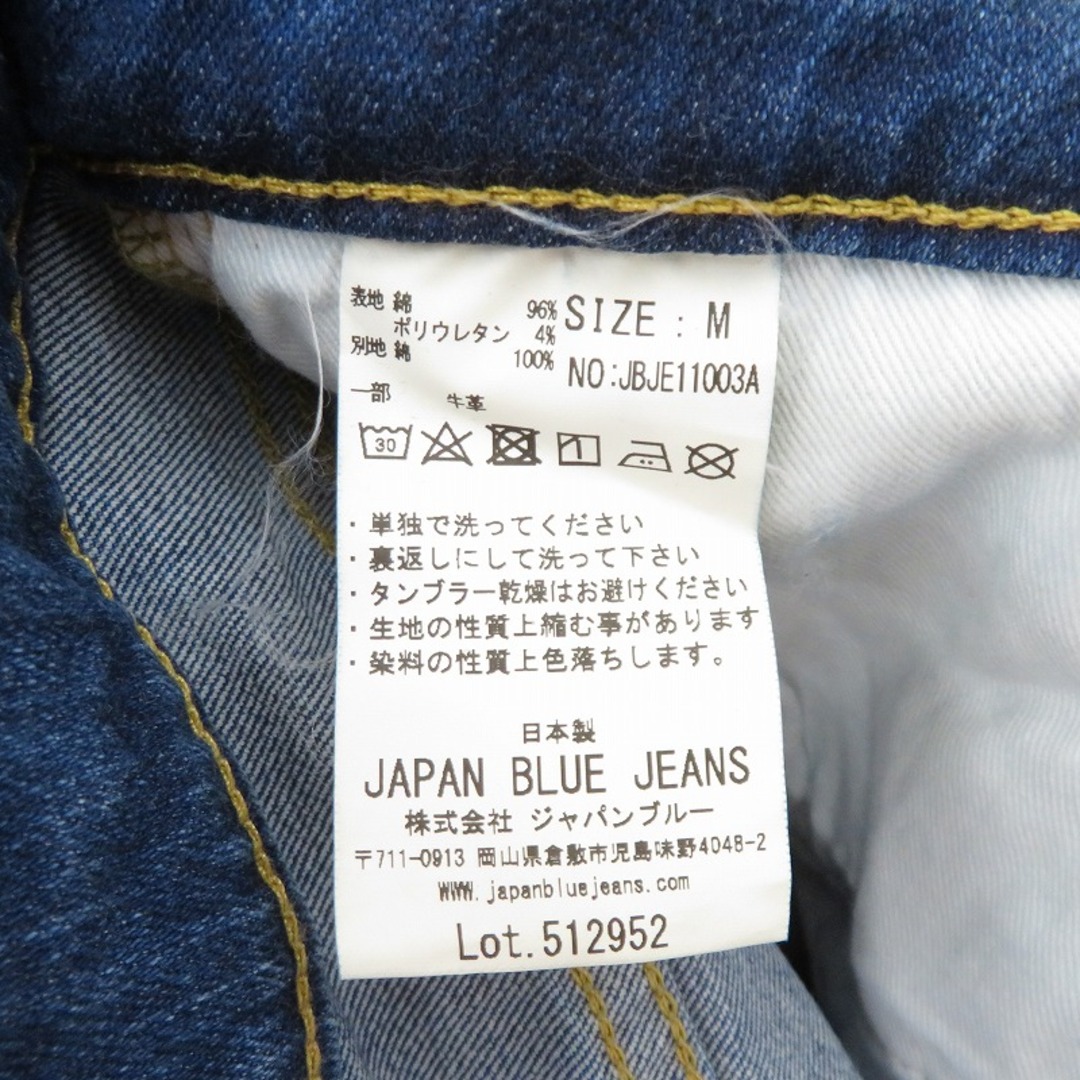 表地 綿 96%
ポリウレタン 4%
別地 綿 100%
一部 牛革
SIZE : M
NO:JBJE11003A
30
・単独で洗ってください
・裏返しにして洗って下さい
・タンブラー乾燥はお避けください
・生地の性質上縮む事があります
・染料の性質上色落ちします。
日本製
JAPAN BLUE JEANS
株式会社 ジャパンブルー
〒711-0913 岡山県倉敷市児島味野4048-2
WWW.japanbluejeans.com
Lot.512952